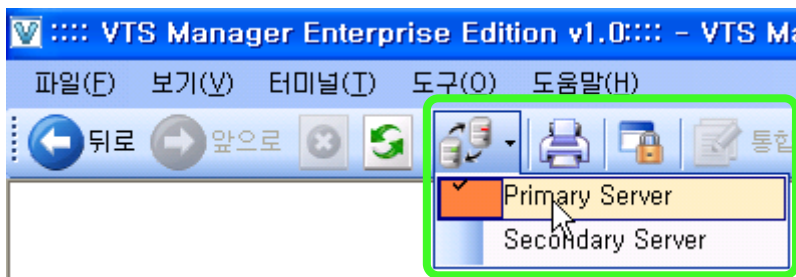 :::: VTS Manager Enterprise Edition v1.0:::: - VTS Ma
파일(F) 보기(V) 터미널(T) 도구(O) 도움말(H)
뒤로 앞으로 통합
Primary Server
Secondary Server